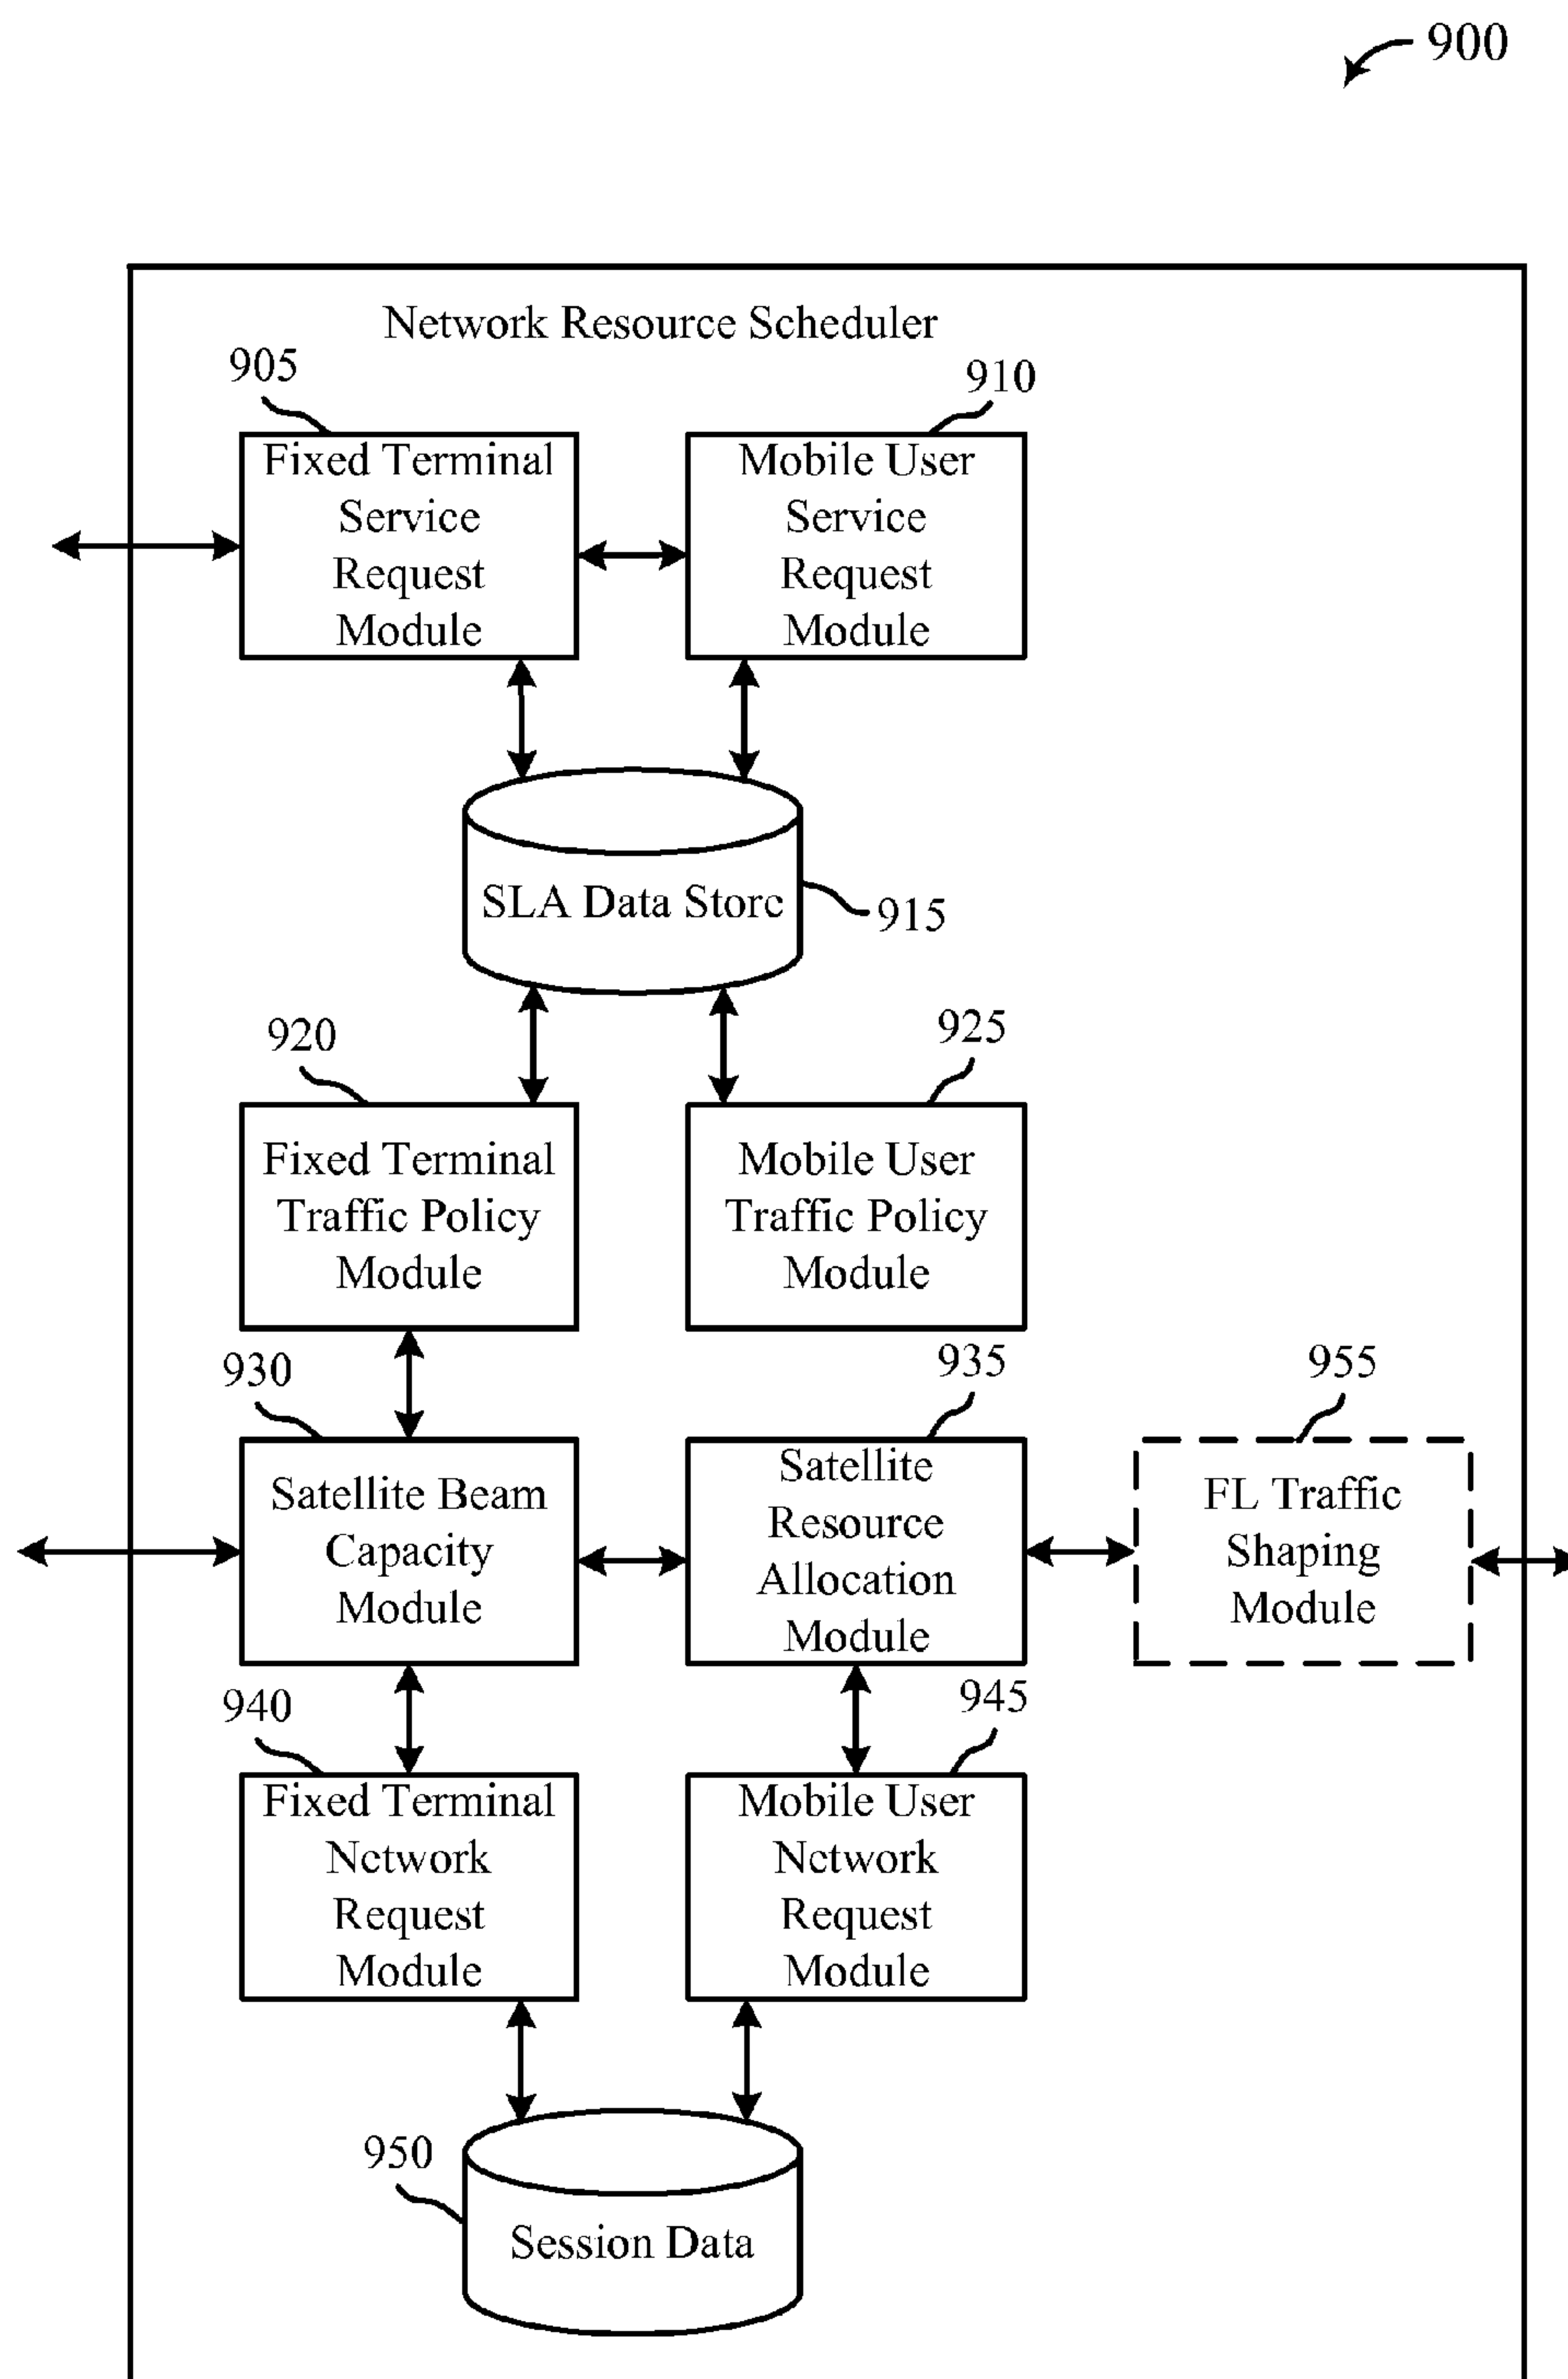 900
Network Resource Scheduler
905
910
Fixed Terminal
Service
Request
Module
Mobile User
Service
Request
Module
SLA Data Store
915
920
925
Fixed Terminal
Traffic Policy
Module
Mobile User
Traffic Policy
Module
930
935
955
Satellite Beam
Capacity
Module
Satellite
Resource
Allocation
Module
FL Traffic
Shaping
Module
940
945
Fixed Terminal
Network
Request
Module
Mobile User
Network
Request
Module
950
Session Data